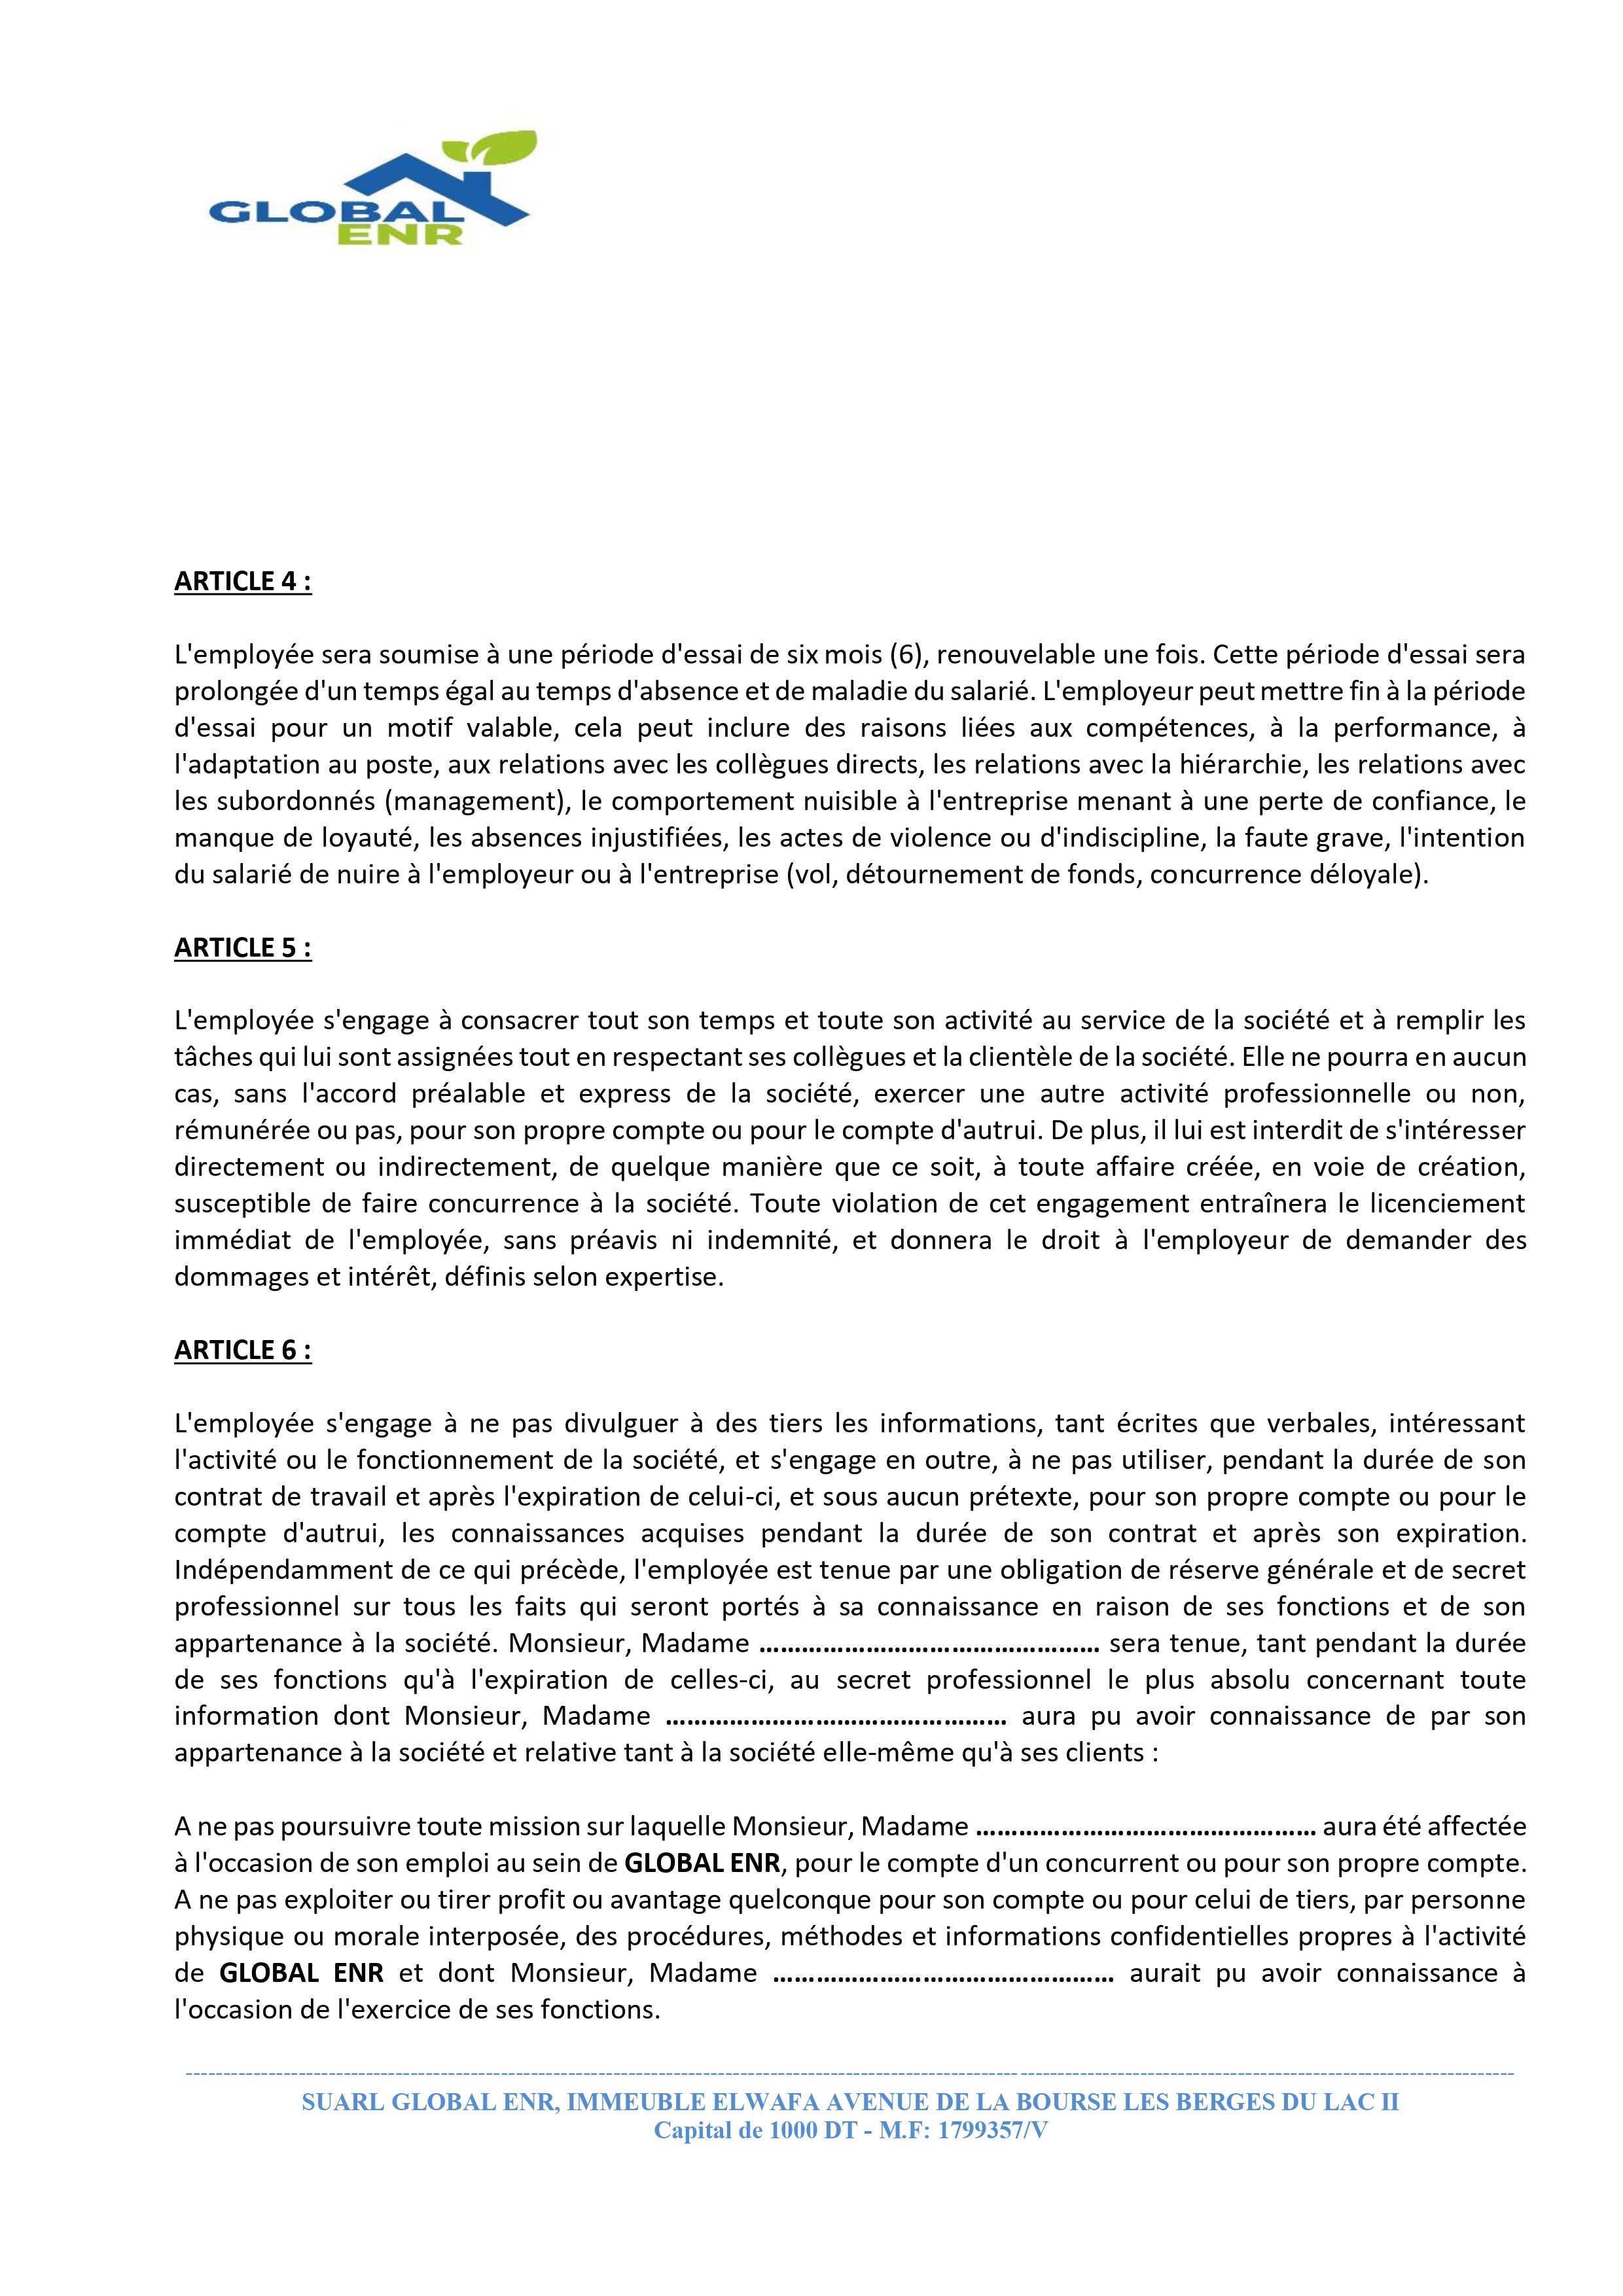 GLOBAL
ENR
ARTICLE 4 :
L'employée sera soumise à une période d'essai de six mois (6), renouvelable une fois. Cette période d'essai sera
prolongée d'un temps égal au temps d'absence et de maladie du salarié. L'employeur peut mettre fin à la période
d'essai pour un motif valable, cela peut inclure des raisons liées aux compétences, à la performance, à
l'adaptation au poste, aux relations avec les collègues directs, les relations avec la hiérarchie, les relations avec
les subordonnés (management), le comportement nuisible à l'entreprise menant à une perte de confiance, le
manque de loyauté, les absences injustifiées, les actes de violence ou d'indiscipline, la faute grave, l'intention
du salarié de nuire à l'employeur ou à l'entreprise (vol, détournement de fonds, concurrence déloyale).
ARTICLE 5 :
L'employée s'engage à consacrer tout son temps et toute son activité au service de la société et à remplir les
tâches qui lui sont assignées tout en respectant ses collègues et la clientèle de la société. Elle ne pourra en aucun
cas, sans l'accord préalable et express de la société, exercer une autre activité professionnelle ou non,
rémunérée ou pas, pour son propre compte ou pour le compte d'autrui. De plus, il lui est interdit de s'intéresser
directement ou indirectement, de quelque manière que ce soit, à toute affaire créée, en voie de création,
susceptible de faire concurrence à la société. Toute violation de cet engagement entraînera le licenciement
immédiat de l'employée, sans préavis ni indemnité, et donnera le droit à l'employeur de demander des
dommages et intérêt, définis selon expertise.
ARTICLE 6 :
L'employée s'engage à ne pas divulguer à des tiers les informations, tant écrites que verbales, intéressant
l'activité ou le fonctionnement de la société, et s'engage en outre, à ne pas utiliser, pendant la durée de son
contrat de travail et après l'expiration de celui-ci, et sous aucun prétexte, pour son propre compte ou pour le
compte d'autrui, les connaissances acquises pendant la durée de son contrat et après son expiration.
Indépendamment de ce qui précède, l'employée est tenue par une obligation de réserve générale et de secret
professionnel sur tous les faits qui seront portés à sa connaissance en raison de ses fonctions et de son
appartenance à la société. Monsieur, Madame ………………………………………… sera tenue, tant pendant la durée
de ses fonctions qu'à l'expiration de celles-ci, au secret professionnel le plus absolu concernant toute
information dont Monsieur, Madame ………………………………………… aura pu avoir connaissance de par son
appartenance à la société et relative tant à la société elle-même qu'à ses clients :
A ne pas poursuivre toute mission sur laquelle Monsieur, Madame ………………………………………… aura été affectée
à l'occasion de son emploi au sein de GLOBAL ENR, pour le compte d'un concurrent ou pour son propre compte.
A ne pas exploiter ou tirer profit ou avantage quelconque pour son compte ou pour celui de tiers, par personne
physique ou morale interposée, des procédures, méthodes et informations confidentielles propres à l'activité
de GLOBAL ENR et dont Monsieur, Madame ………………………………………… aurait pu avoir connaissance à
l'occasion de l'exercice de ses fonctions.
SUARL GLOBAL ENR, IMMEUBLE ELWAFA AVENUE DE LA BOURSE LES BERGES DU LAC II
Capital de 1000 DT - M.F: 1799357/V